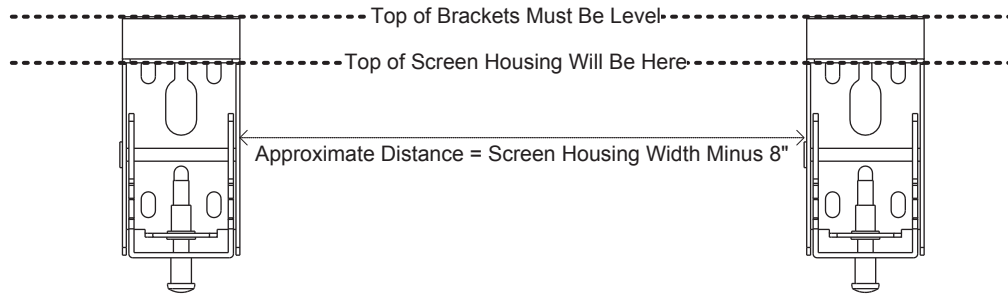 Top of Brackets Must Be Level
Top of Screen Housing Will Be Here
Approximate Distance = Screen Housing Width Minus 8"